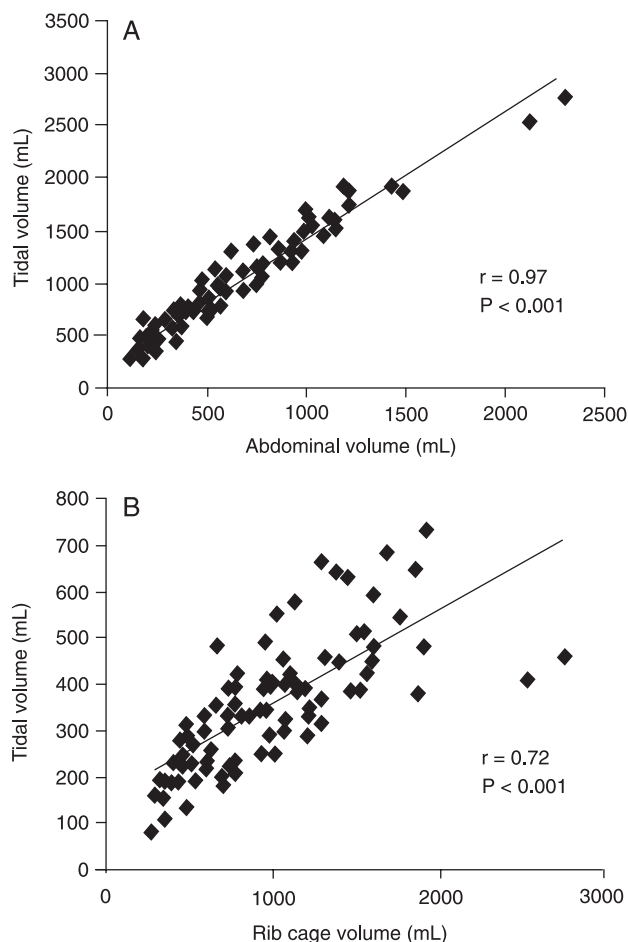 A
3500
3000
2500
2000
1500
1000
500
0
Tidal volume (mL)
r = 0.97
P < 0.001
0 500 1000 1500 2000 2500
Abdominal volume (mL)
B
800
700
600
500
400
300
200
100
0
Tidal volume (mL)
r = 0.72
P < 0.001
0 1000 2000 3000
Rib cage volume (mL)